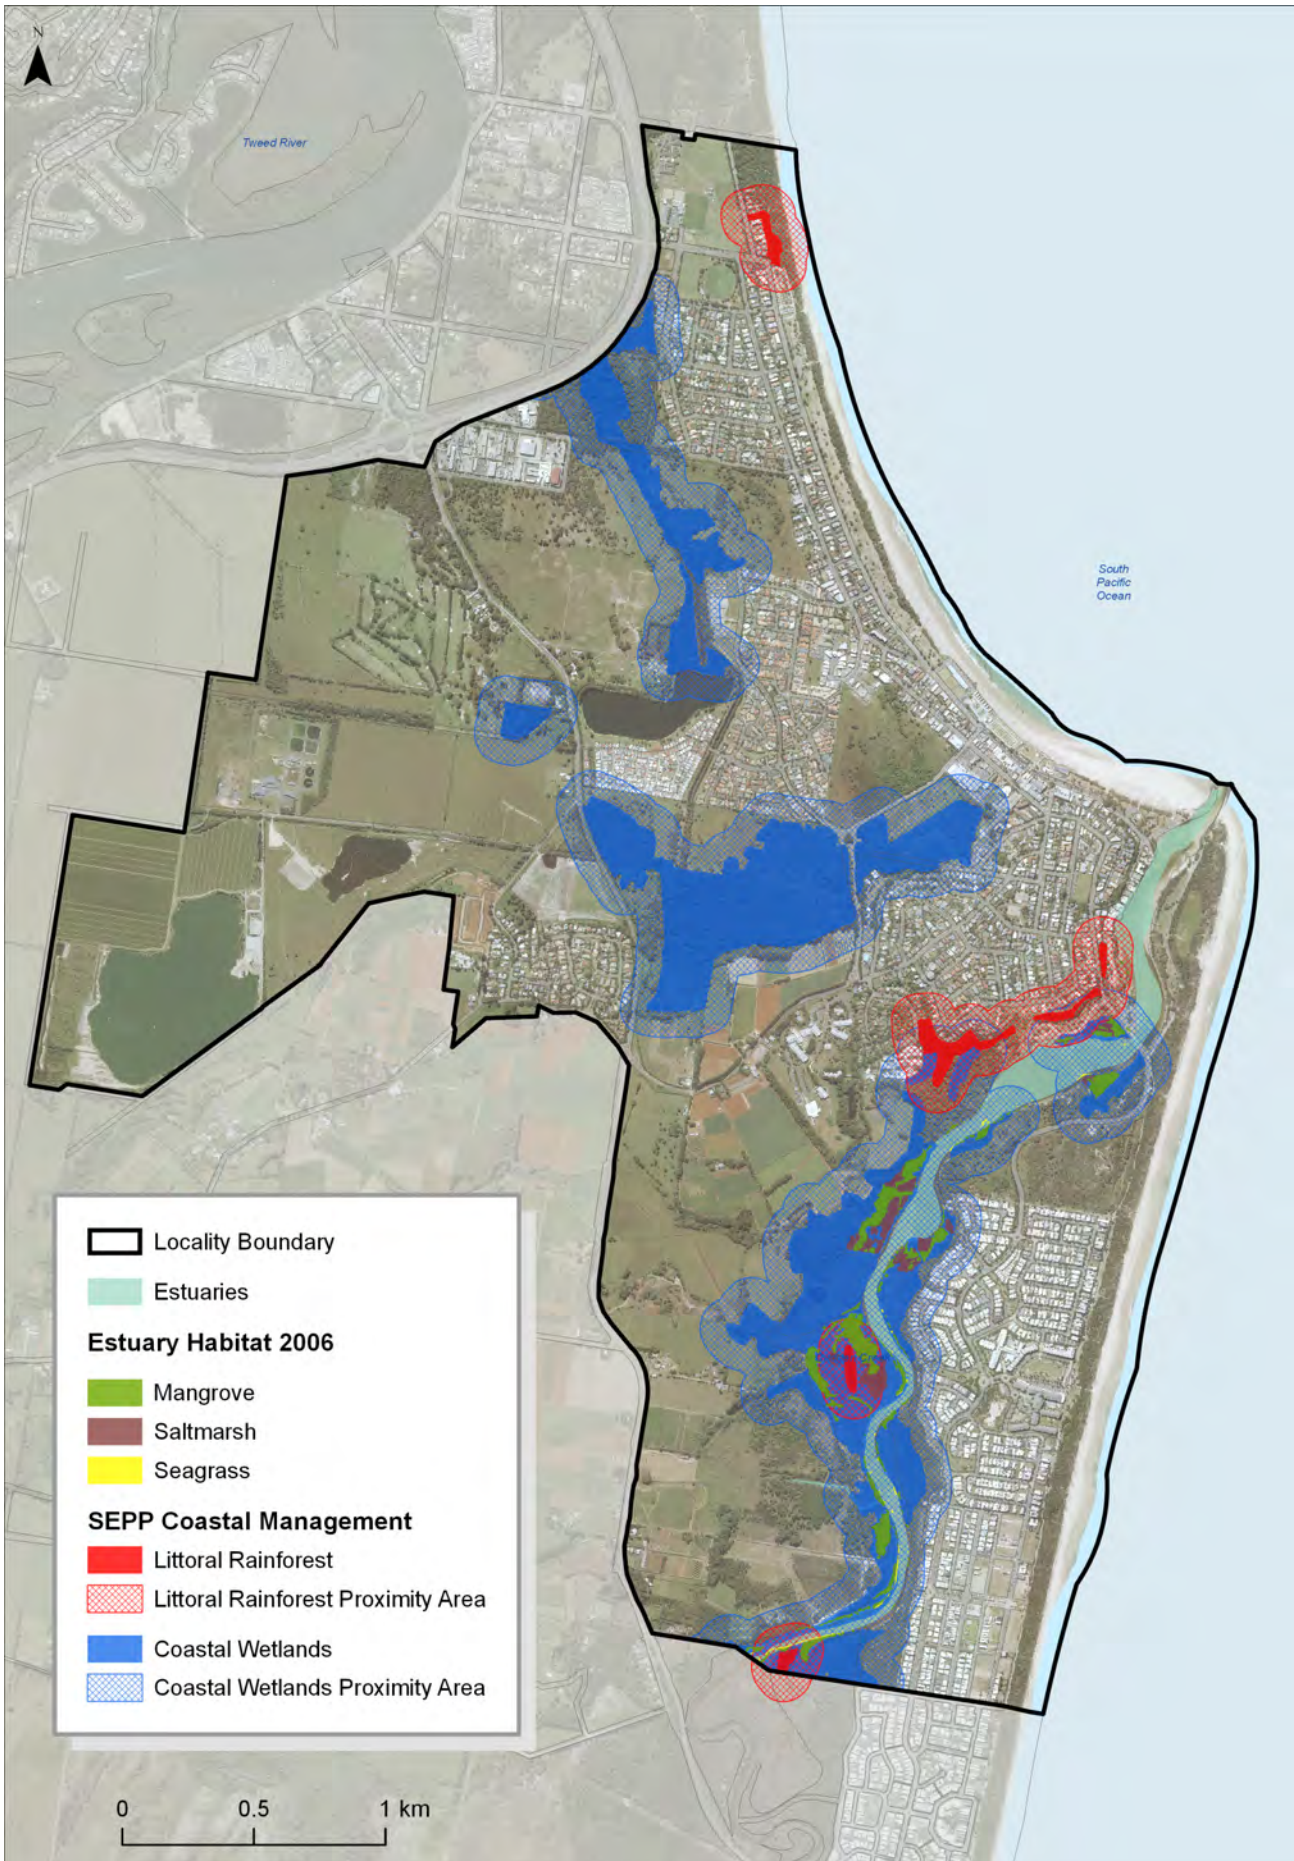 N
Tweed River
South
Pacific
Ocean
Locality Boundary
Estuaries
Estuary Habitat 2006
Mangrove
Saltmarsh
Seagrass
SEPP Coastal Management
Littoral Rainforest
Littoral Rainforest Proximity Area
Coastal Wetlands
Coastal Wetlands Proximity Area
0 0.5 1 km